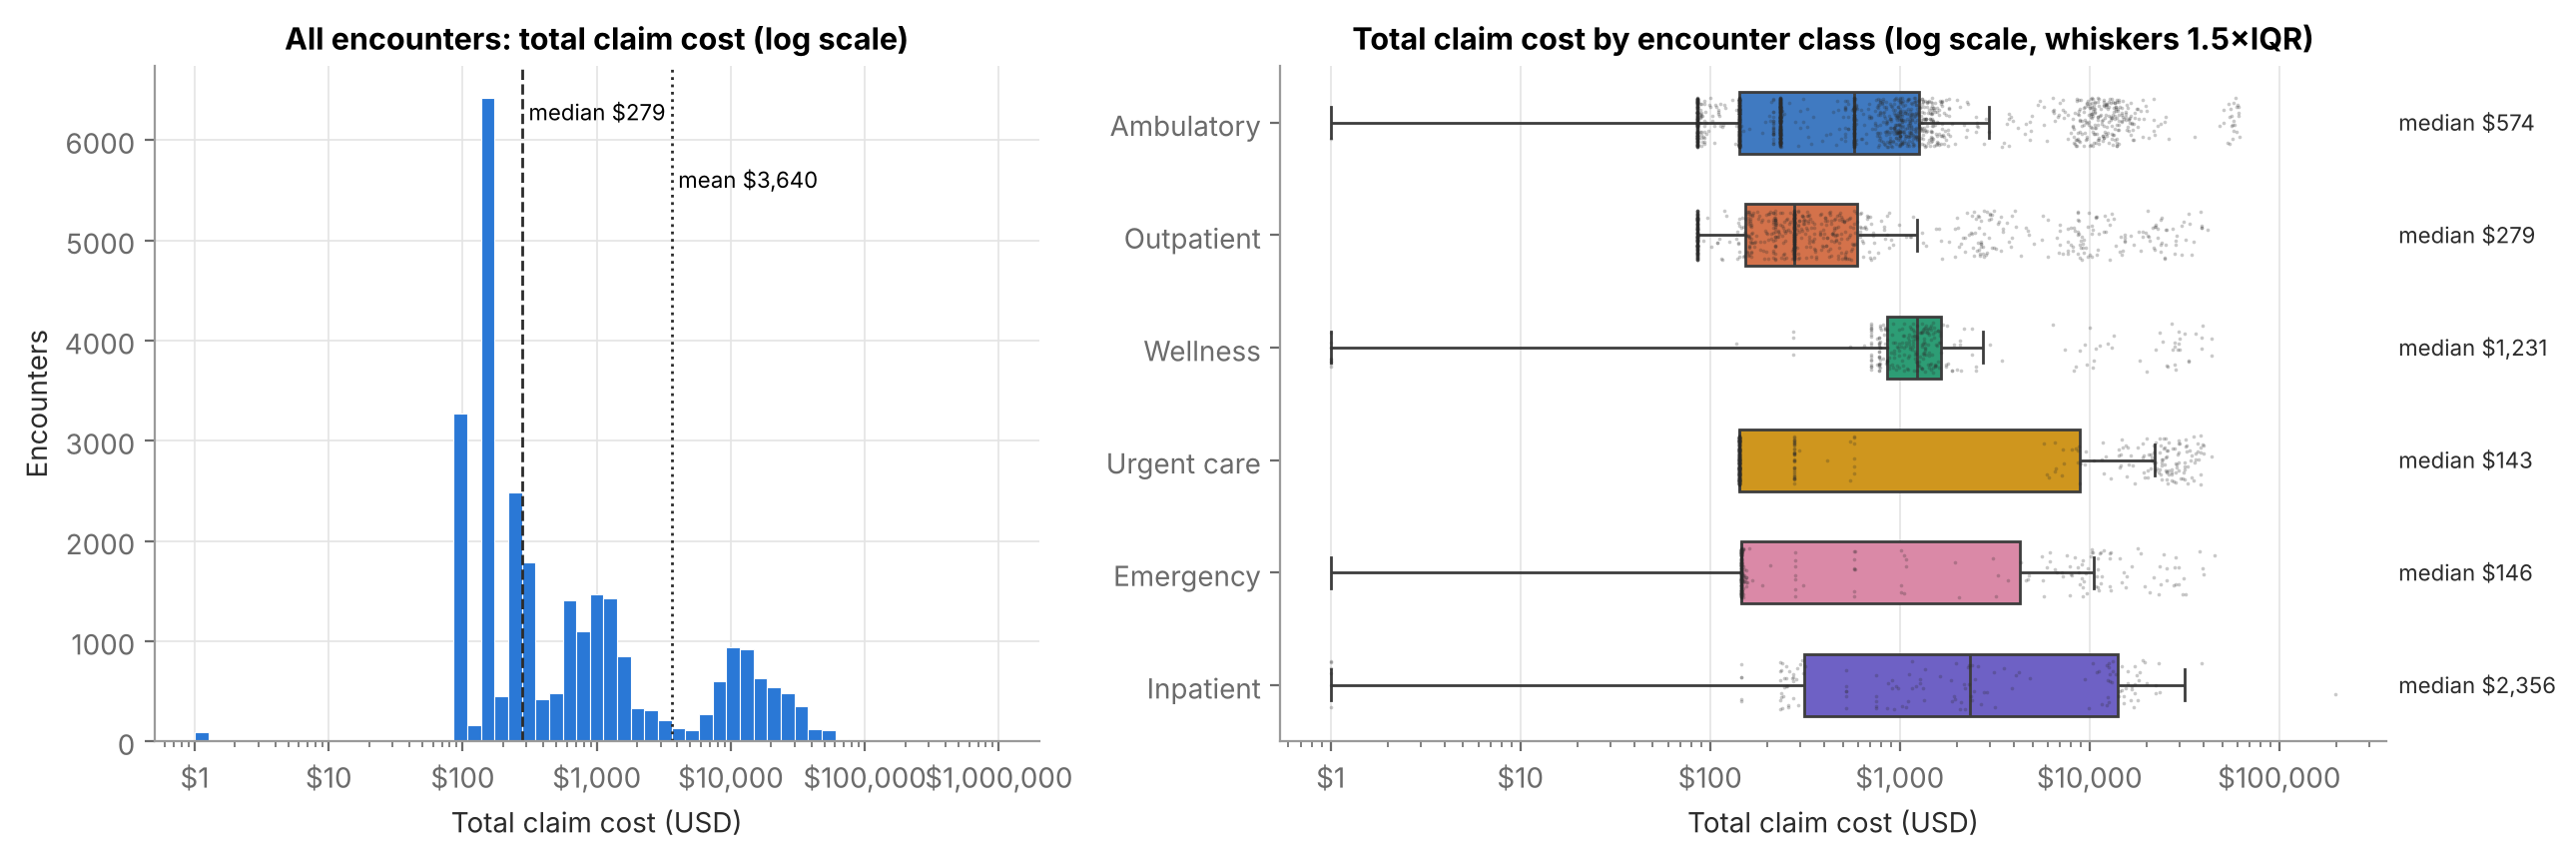 All encounters: total claim cost (log scale)
median $279
mean $3,640
Encounters
6000
5000
4000
3000
2000
1000
0
$1
$10
$100
$1,000
$10,000
$100,000
$1,000,000
Total claim cost (USD)
Total claim cost by encounter class (log scale, whiskers 1.5×IQR)
Ambulatory
median $574
Outpatient
median $279
Wellness
median $1,231
Urgent care
median $143
Emergency
median $146
Inpatient
median $2,356
$1
$10
$100
$1,000
$10,000
$100,000
Total claim cost (USD)